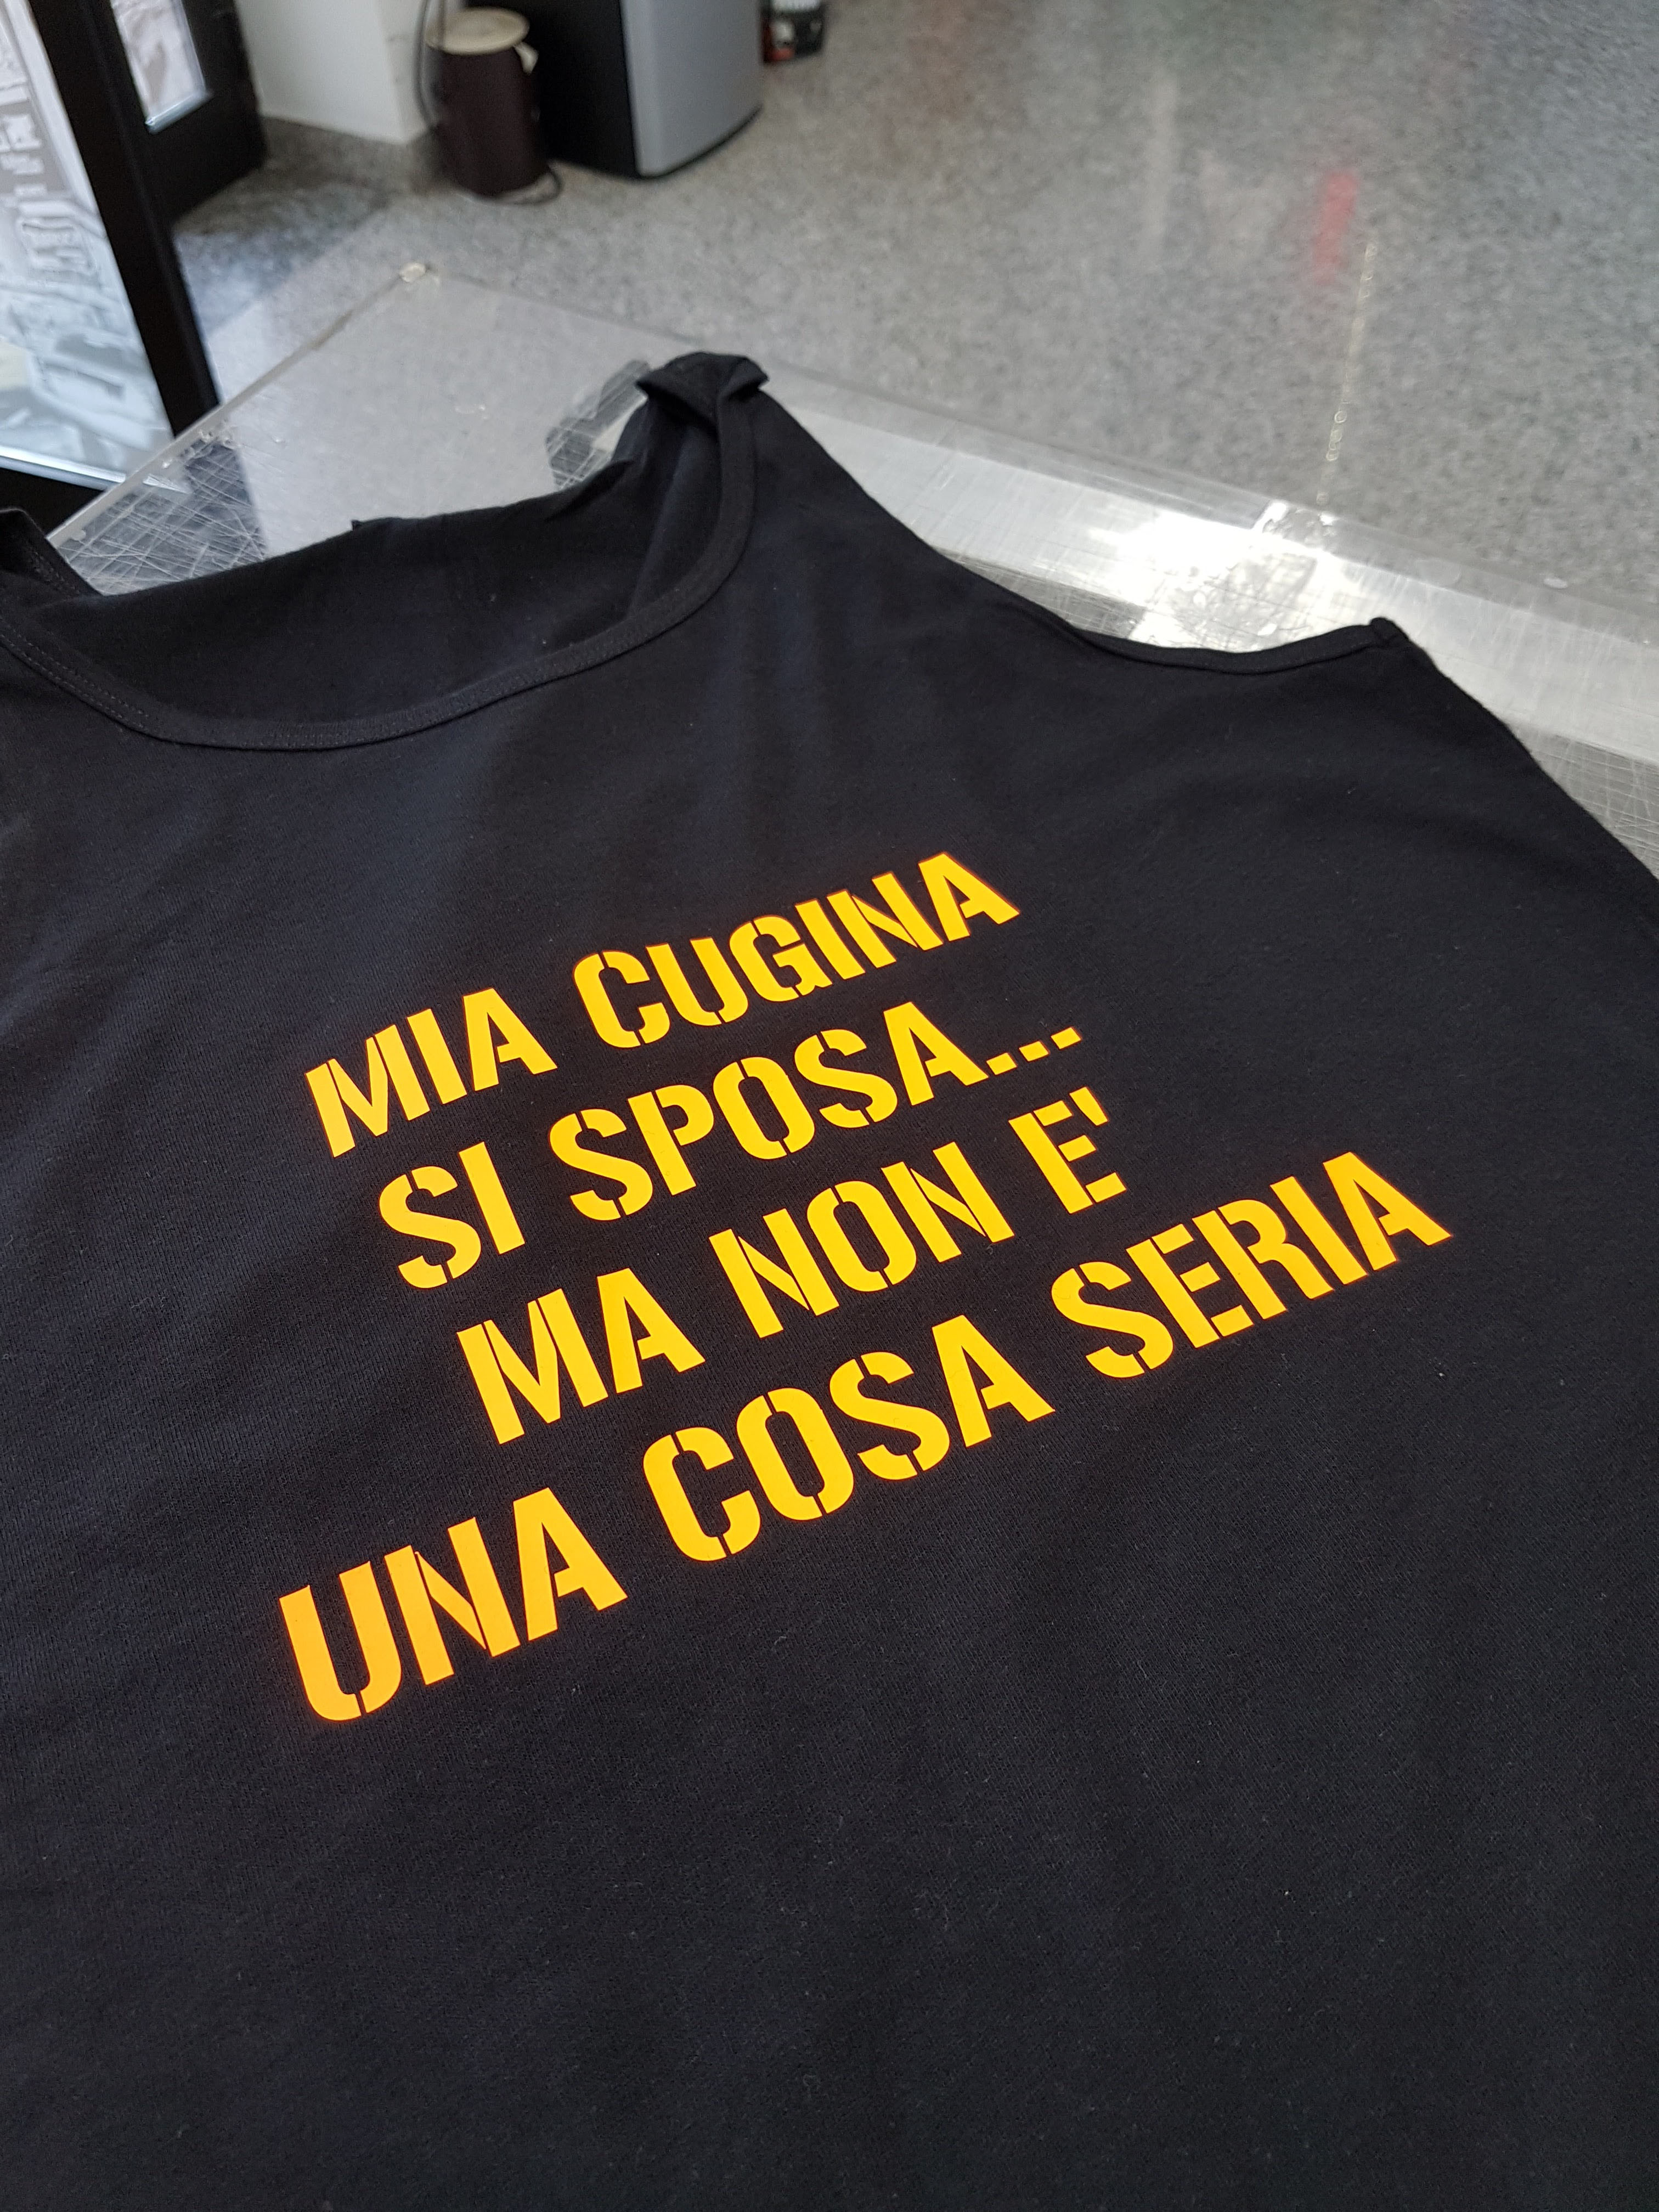 MIA CUGINA
SI SPOSA...
MA NON E'
UNA COSA SERIA